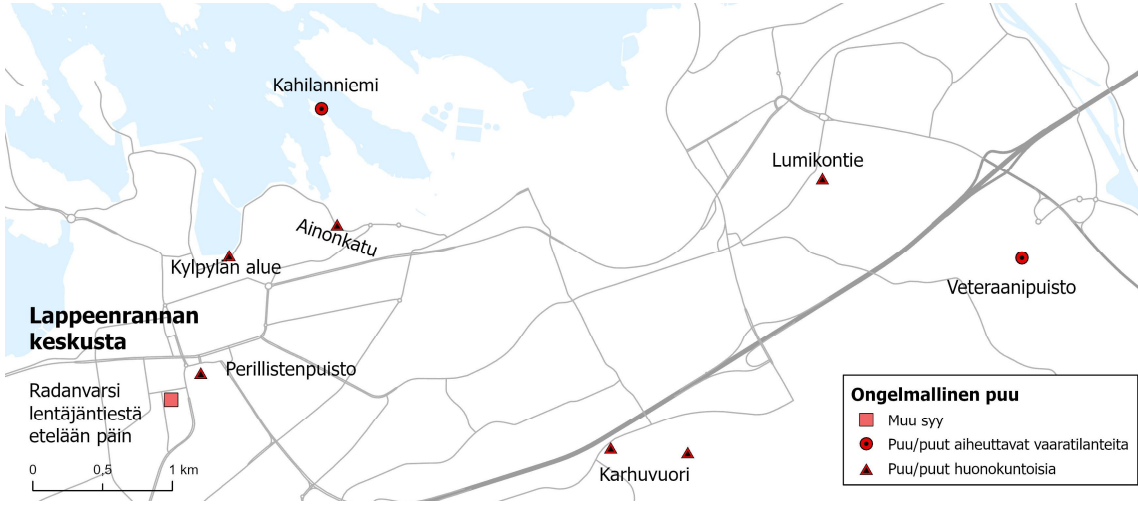 Kahilanniemi
Lumikontie
Ainonkatu
Kylpylän alue
Veteraanipuisto
Lappeenrannan
keskusta
Perillistenpuisto
Radanvarsi
lentäjäntiestä
etelään päin
Karhuvuori
0 0,5 1 km
Ongelmallinen puu
Muu syy
Puu/puut aiheuttavat vaaratilanteita
Puu/puut huonokuntoisia